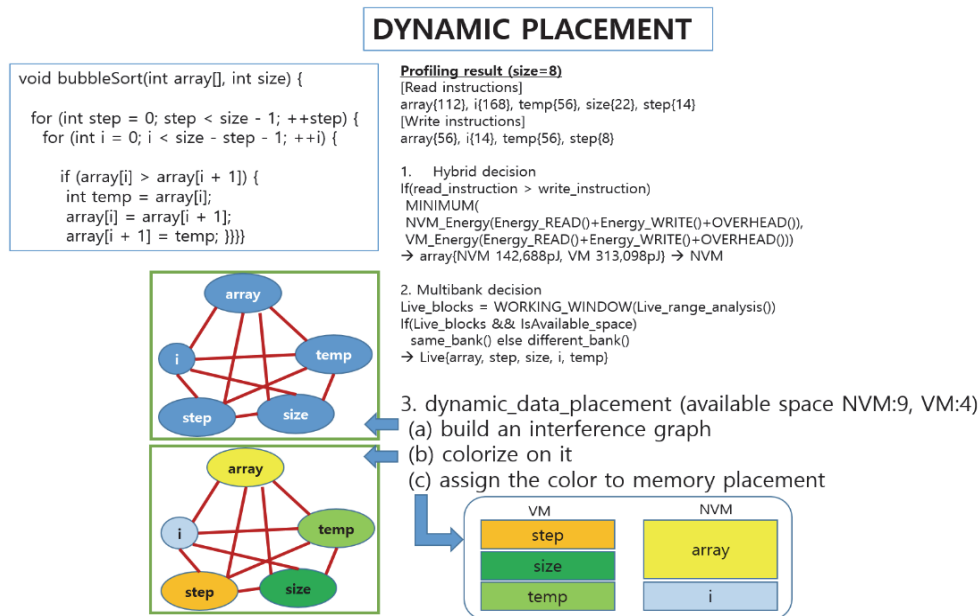 DYNAMIC PLACEMENT
void bubbleSort(int array[], int size) {
for (int step = 0; step < size - 1; ++step) {
for (int i = 0; i < size - step - 1; ++i) {
if (array[i] > array[i + 1]) {
int temp = array[i];
array[i] = array[i + 1];
array[i + 1] = temp; }}}}
Profiling result (size=8)
[Read instructions]
array{112}, i{168}, temp{56}, size{22}, step{14}
[Write instructions]
array{56}, i{14}, temp{56}, step{8}
1. Hybrid decision
If(read_instruction > write_instruction)
MINIMUM(
NVM_Energy(Energy_READ()+Energy_WRITE()+OVERHEAD()),
VM_Energy(Energy_READ()+Energy_WRITE()+OVERHEAD()))
→ array{NVM 142,688pJ, VM 313,098pJ} → NVM
2. Multibank decision
Live_blocks = WORKING_WINDOW(Live_range_analysis())
If(Live_blocks && IsAvailable_space)
same_bank() else different_bank()
→ Live{array, step, size, i, temp}
array
i
temp
step
size
3. dynamic_data_placement (available space NVM:9, VM:4)
(a) build an interference graph
(b) colorize on it
(c) assign the color to memory placement
array
i
temp
step
size
VM
step
size
temp
NVM
array
i